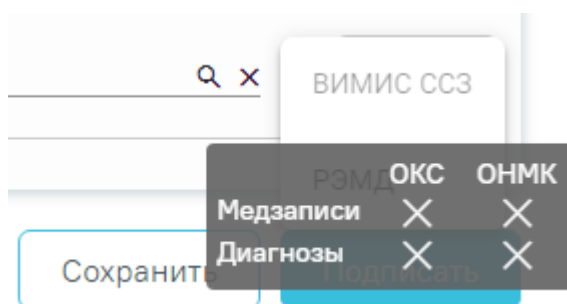 ВИМИС ССЗ
РЭМД
ОКС ОНМК
Медзаписи
Диагнозы
Сохранить
Подписать